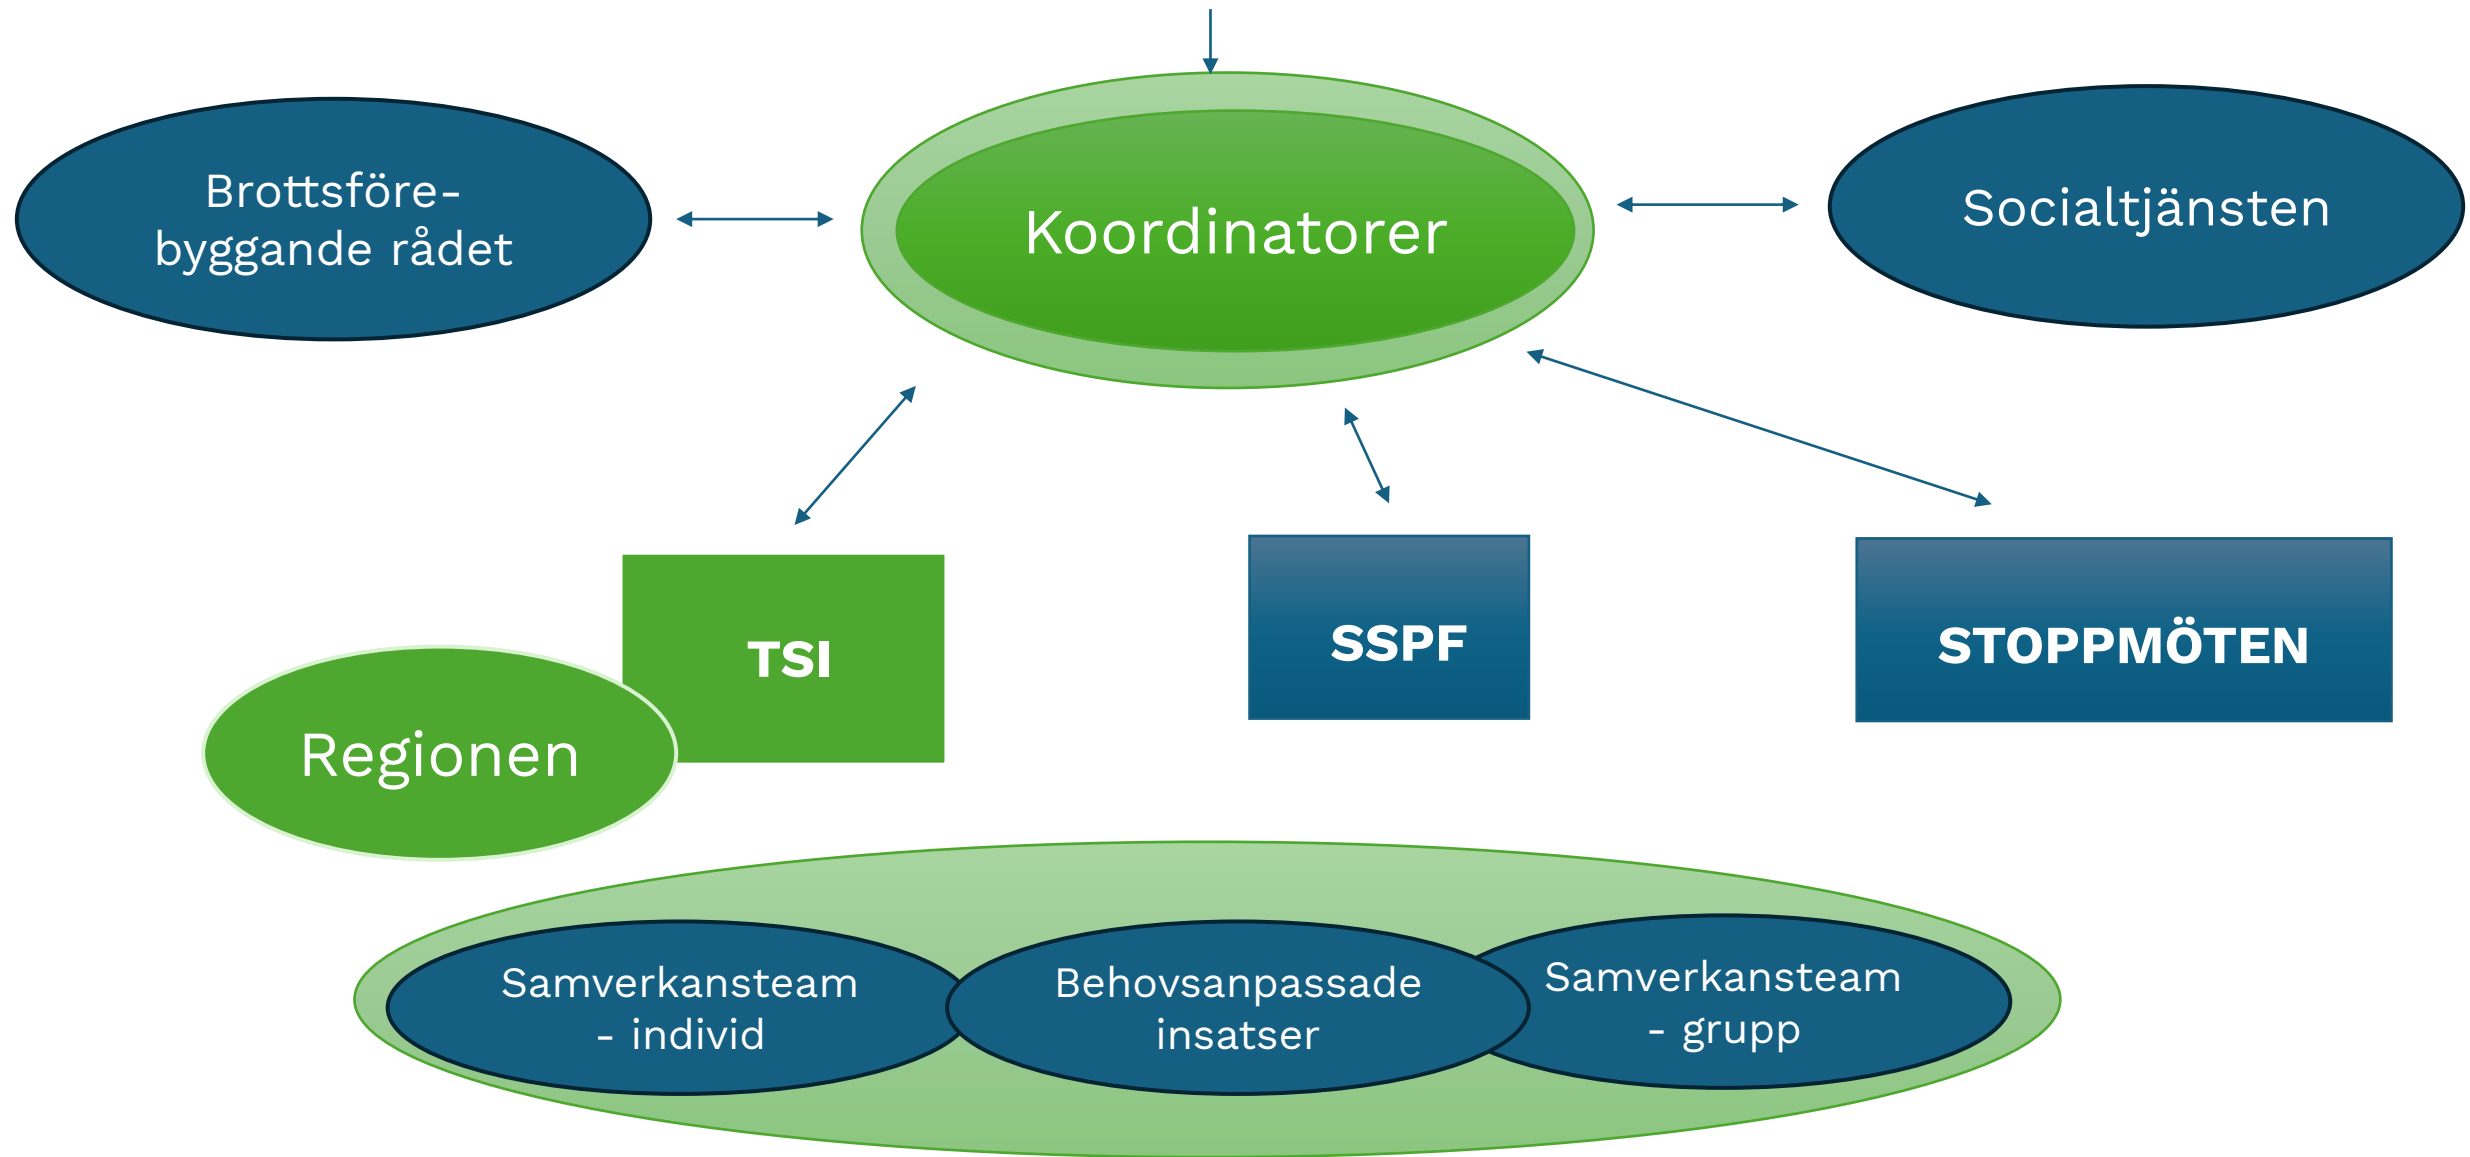 Brottsföre-
byggande rådet
Koordinatorer
Socialtjänsten
TSI
SSPF
STOPPMÖTEN
Regionen
Samverkansteam
- individ
Behovsanpassade
insatser
Samverkansteam
- grupp